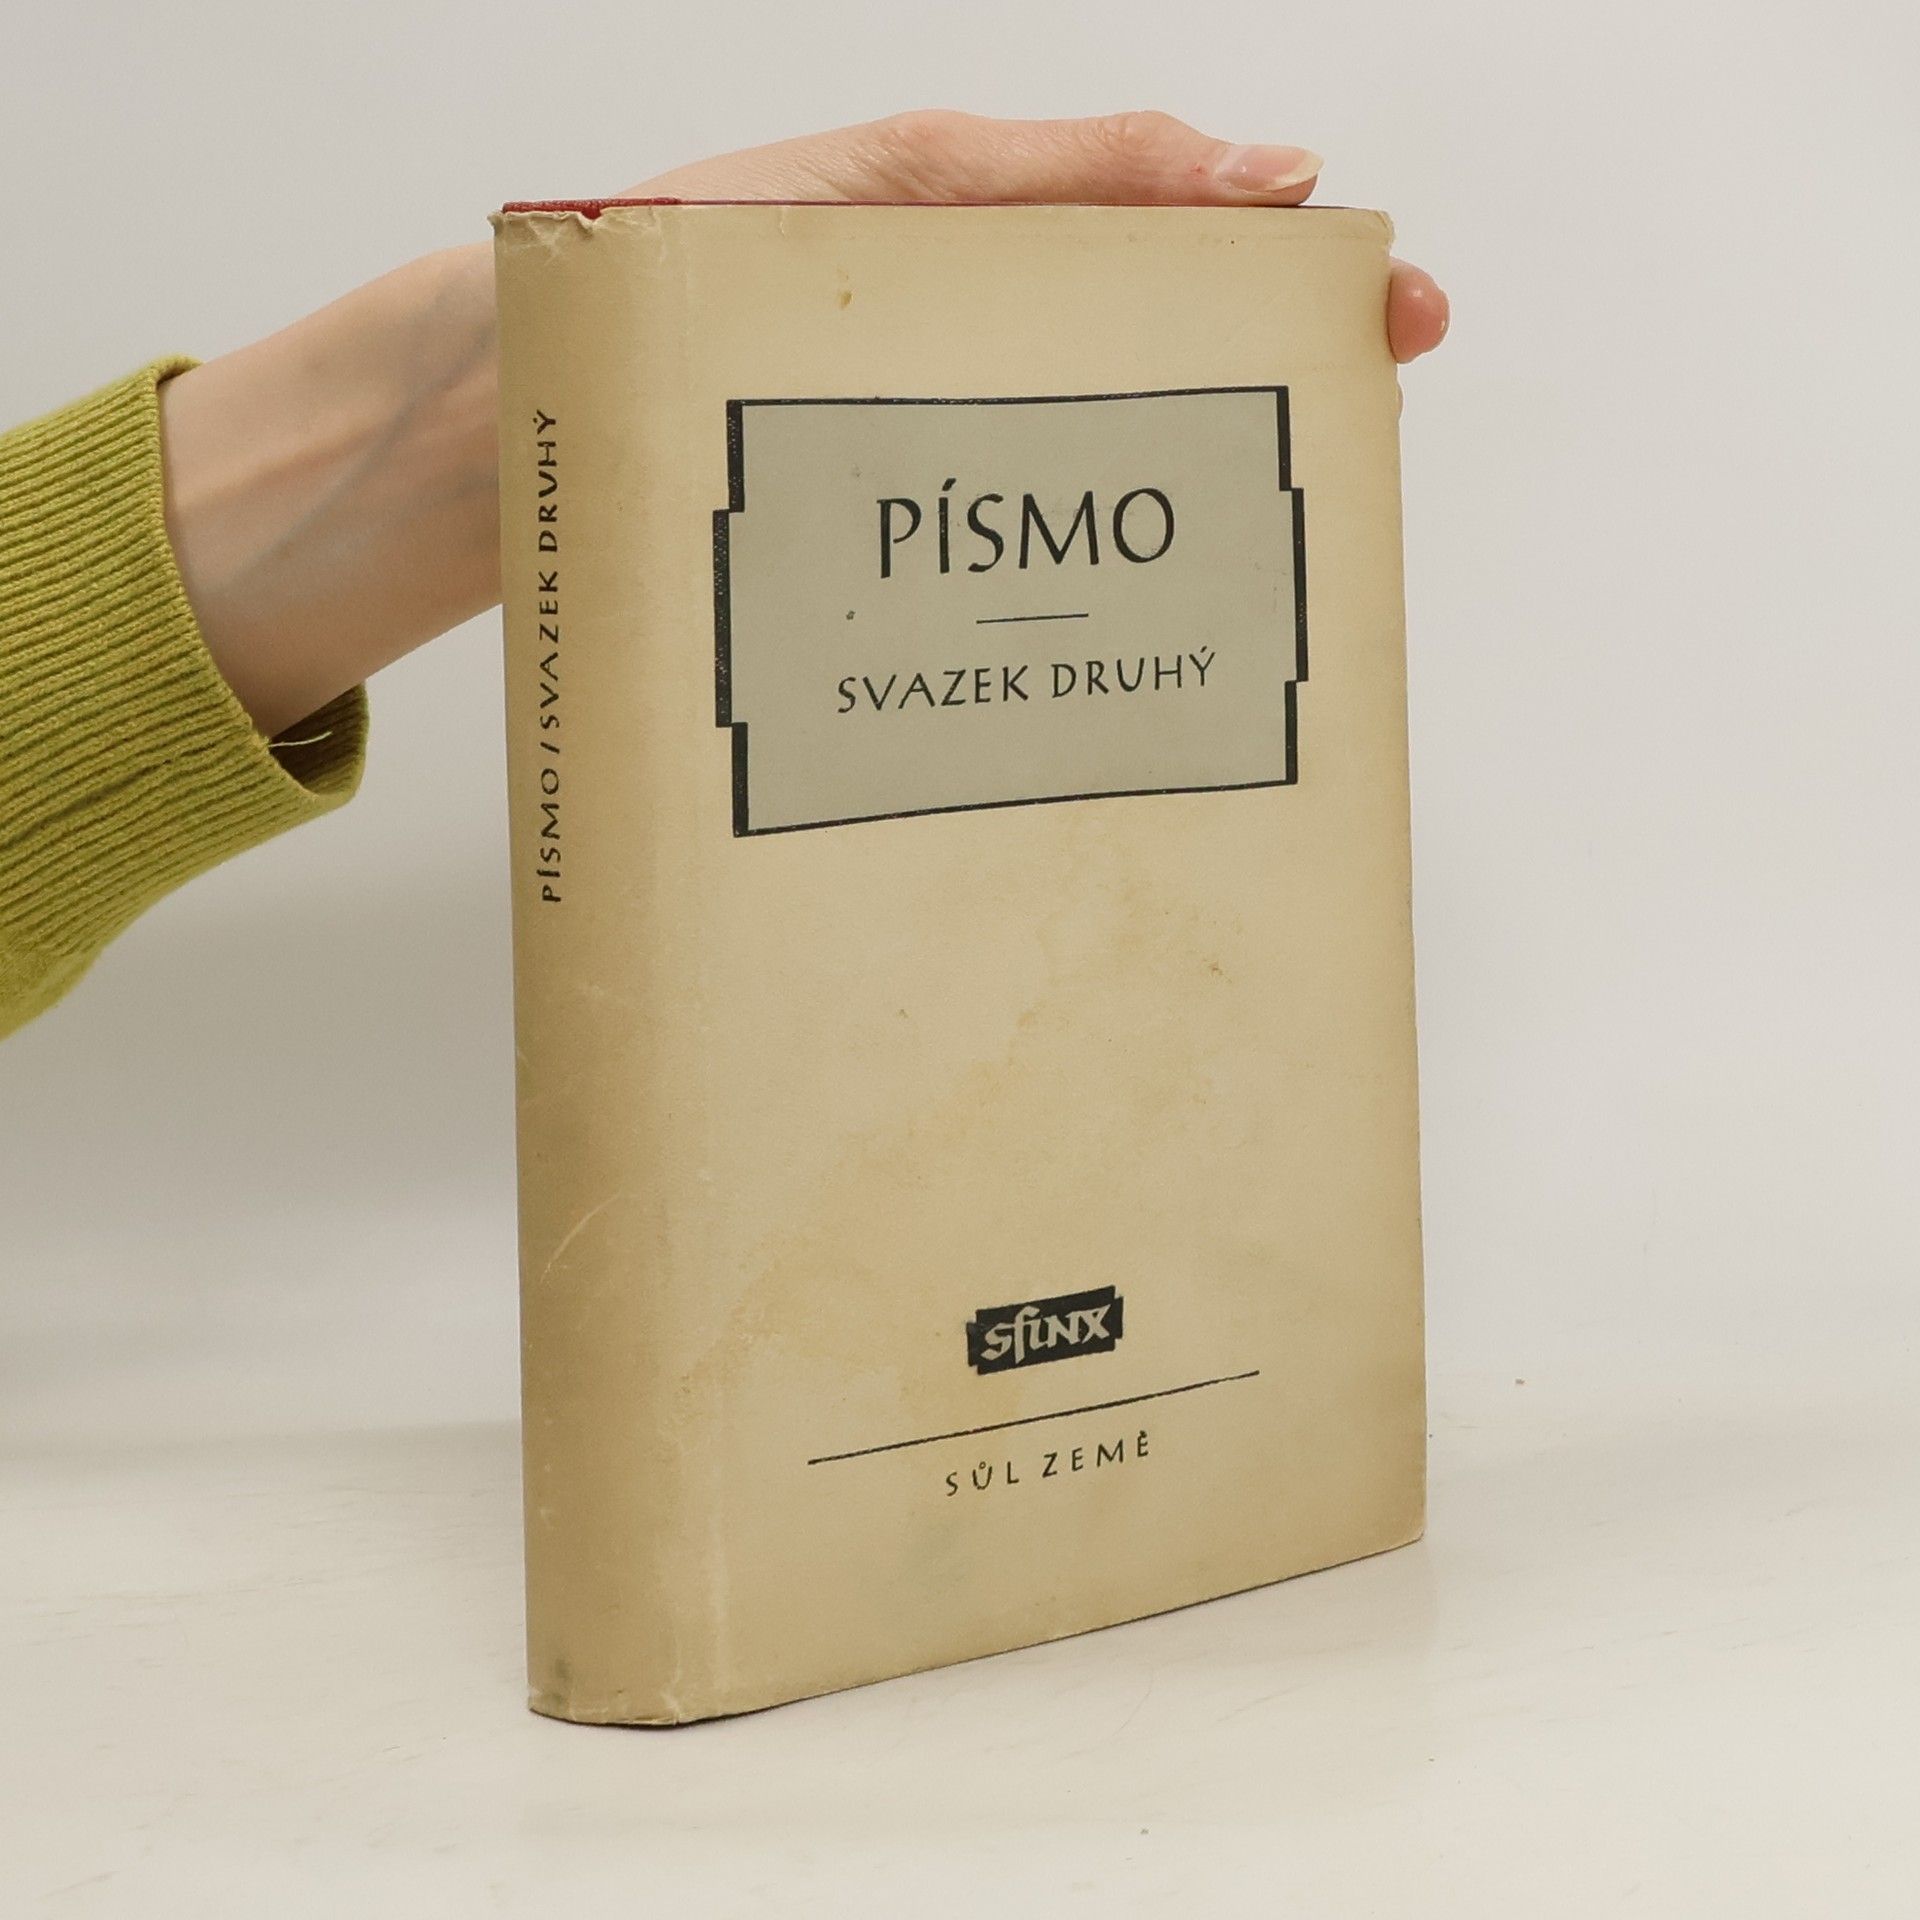 PÍSMO / SVAZEK DRUHÝ
PÍSMO
SVAZEK DRUHÝ
sfinx
SŮL ZEMĚ